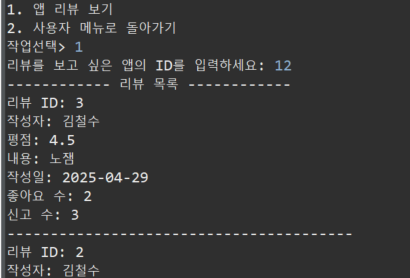 1. 앱 리뷰 보기
2. 사용자 메뉴로 돌아가기
작업선택> 1
리뷰를 보고 싶은 앱의 ID를 입력하세요: 12
------------ 리뷰 목록 ------------
리뷰 ID: 3
작성자: 김철수
평점: 4.5
내용: 노잼
작성일: 2025-04-29
좋아요 수: 2
신고 수: 3
----------------------------------------
리뷰 ID: 2
작성자: 김철수